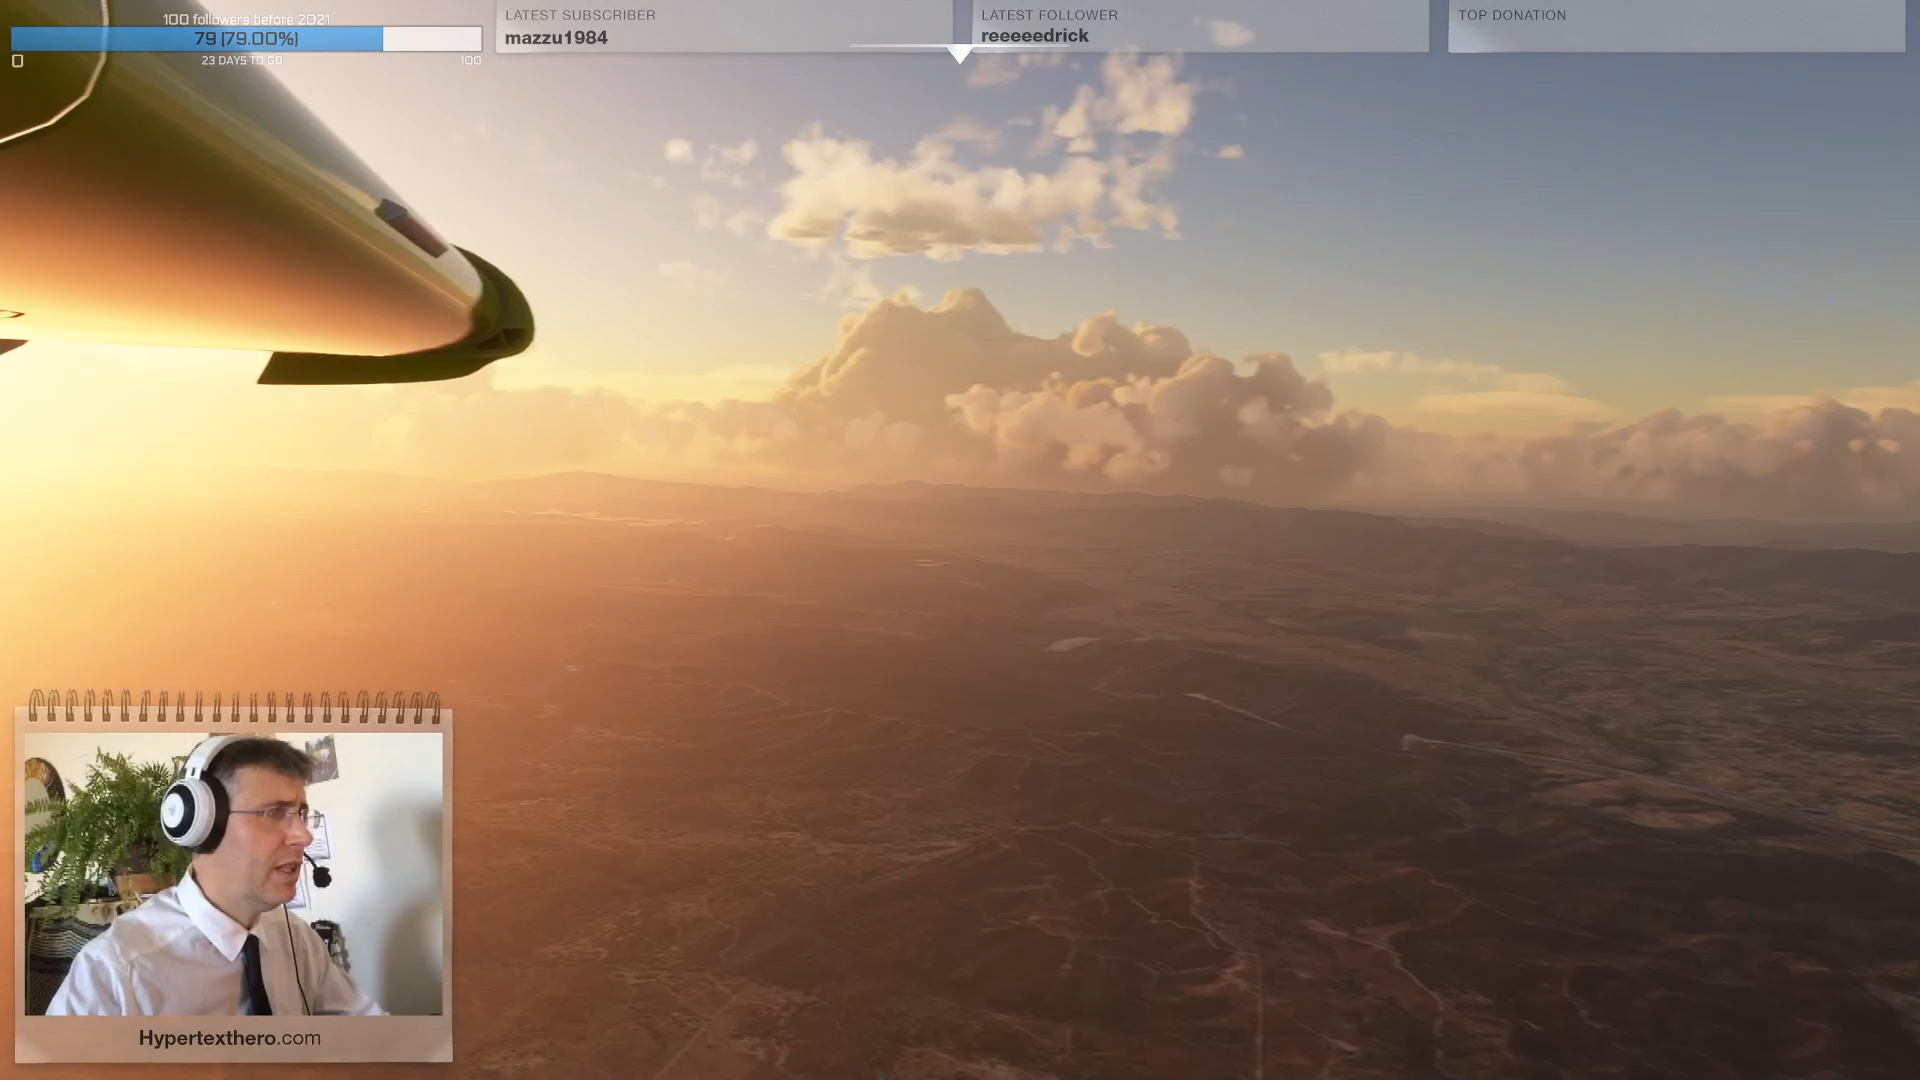 100 followers before 2021
79 (79.00%)
0
23 DAYS TO GO
100
LATEST SUBSCRIBER
mazzu1984
LATEST FOLLOWER
reeeeedrick
TOP DONATION
Hypertexthero.com